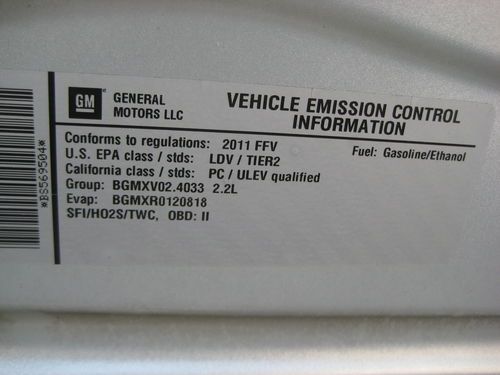 GM
GENERAL
MOTORS LLC
VEHICLE EMISSION CONTROL
INFORMATION
Conforms to regulations: 2011 FFV
Fuel: Gasoline/Ethanol
U.S. EPA class / stds: LDV / TIER2
California class / stds: PC / ULEV qualified
Group: BGMXV02.4033 2.2L
Evap: BGMXR0120818
SFI/HO2S/TWC, OBD: II
*BS569504*